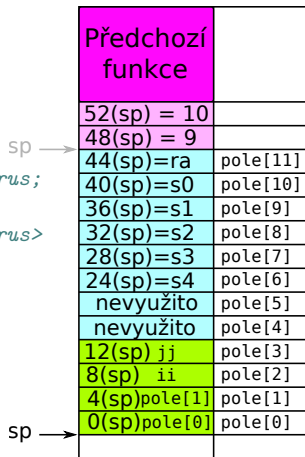 Předchozí
funkce
52(sp) = 10
48(sp) = 9
sp
44(sp)=ra pole[11]
rus;
40(sp)=s0 pole[10]
36(sp)=s1 pole[9]
rus>
32(sp)=s2 pole[8]
28(sp)=s3 pole[7]
24(sp)=s4 pole[6]
nevyužito pole[5]
nevyužito pole[4]
12(sp) jj pole[3]
8(sp) ii pole[2]
4(sp)pole[1] pole[1]
0(sp)pole[0] pole[0]
sp